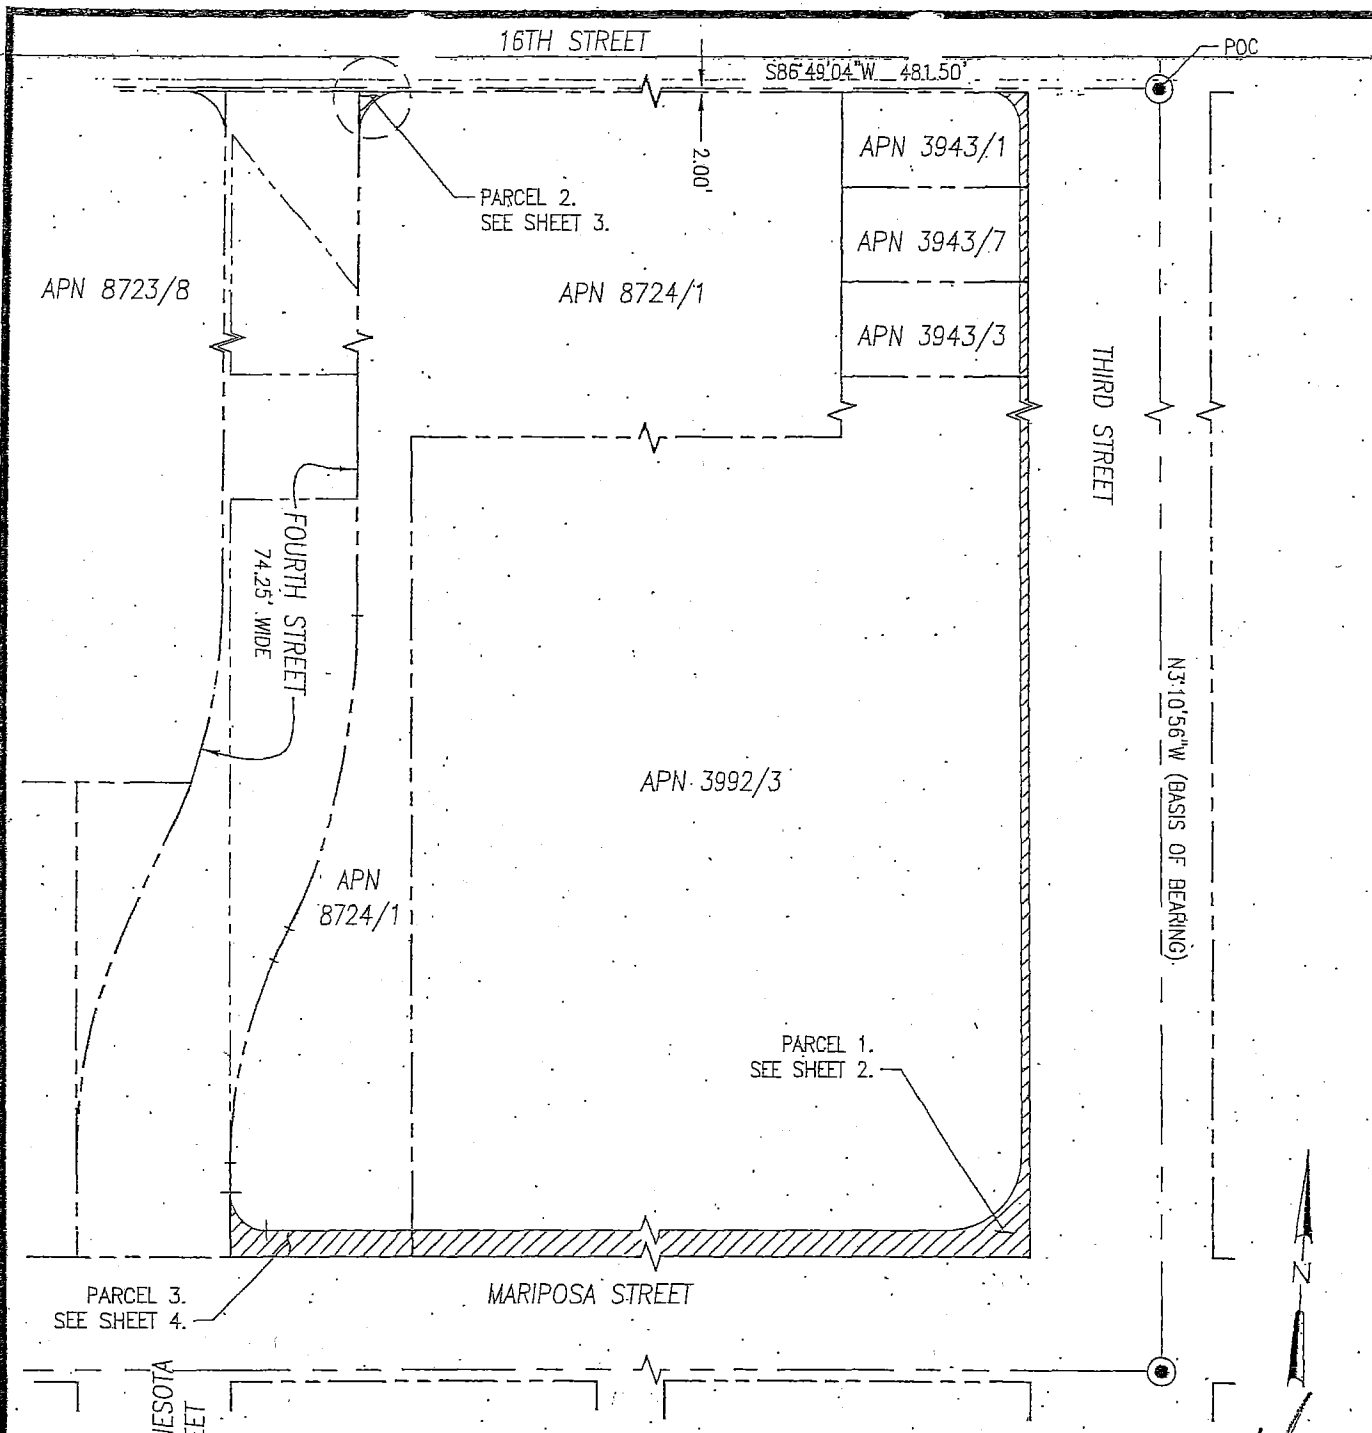 16TH STREET
POC
S86°49'04"W 481.50'
2.00'
APN 3943/1
PARCEL 2.
SEE SHEET 3.
APN 3943/7
APN 8723/8
APN 8724/1
APN 3943/3
THIRD STREET
FOURTH STREET
74.25' WIDE
N3°10'56"W (BASIS OF BEARING)
APN 3992/3
APN
8724/1
PARCEL 1.
SEE SHEET 2.
N
PARCEL 3.
SEE SHEET 4.
MARIPOSA STREET
IESOTA
EET